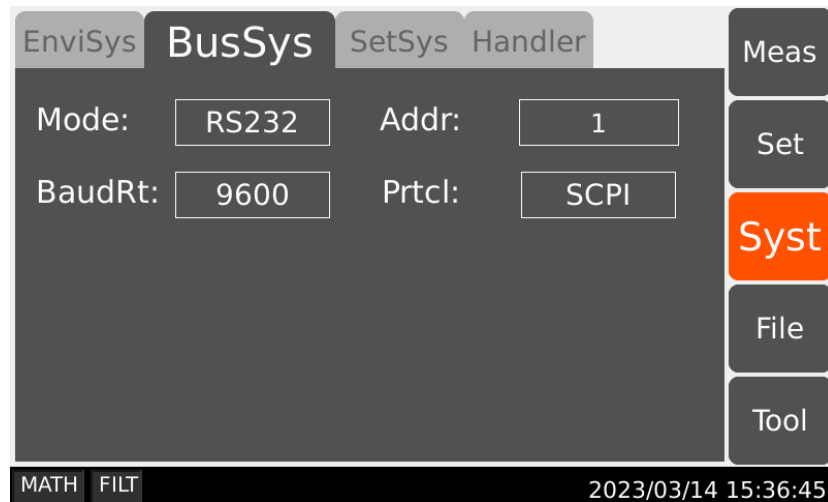 EnviSys BusSys SetSys Handler
Meas
Mode: RS232 Addr: 1
Set
BaudRt: 9600 Prtcl: SCPI
Syst
File
Tool
MATH FILT 2023/03/14 15:36:45